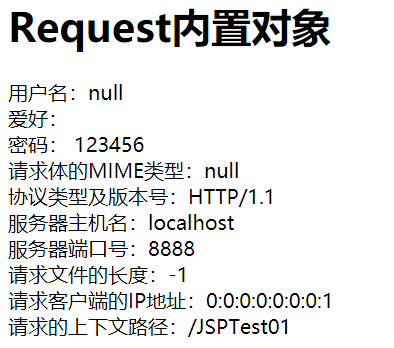 Request内置对象
用户名：null
爱好：
密码： 123456
请求体的MIME类型：null
协议类型及版本号：HTTP/1.1
服务器主机名：localhost
服务器端口号：8888
请求文件的长度：-1
请求客户端的IP地址：0:0:0:0:0:0:0:1
请求的上下文路径：/JSPTest01